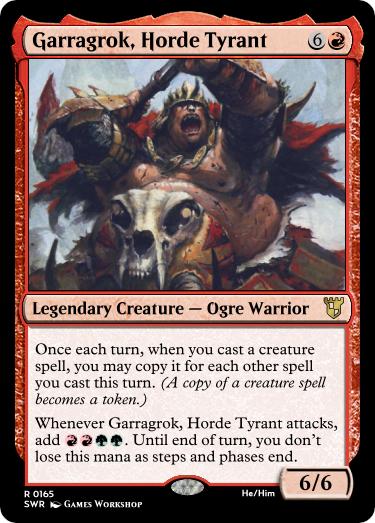 Garragrok, Horde Tyrant 6
Legendary Creature — Ogre Warrior
Once each turn, when you cast a creature
spell, you may copy it for each other spell
you cast this turn. (A copy of a creature spell
becomes a token.)
Whenever Garragrok, Horde Tyrant attacks,
add. Until end of turn, you don't
lose this mana as steps and phases end.
6/6
R 0165
SWR GAMES WORKSHOP
He/Him